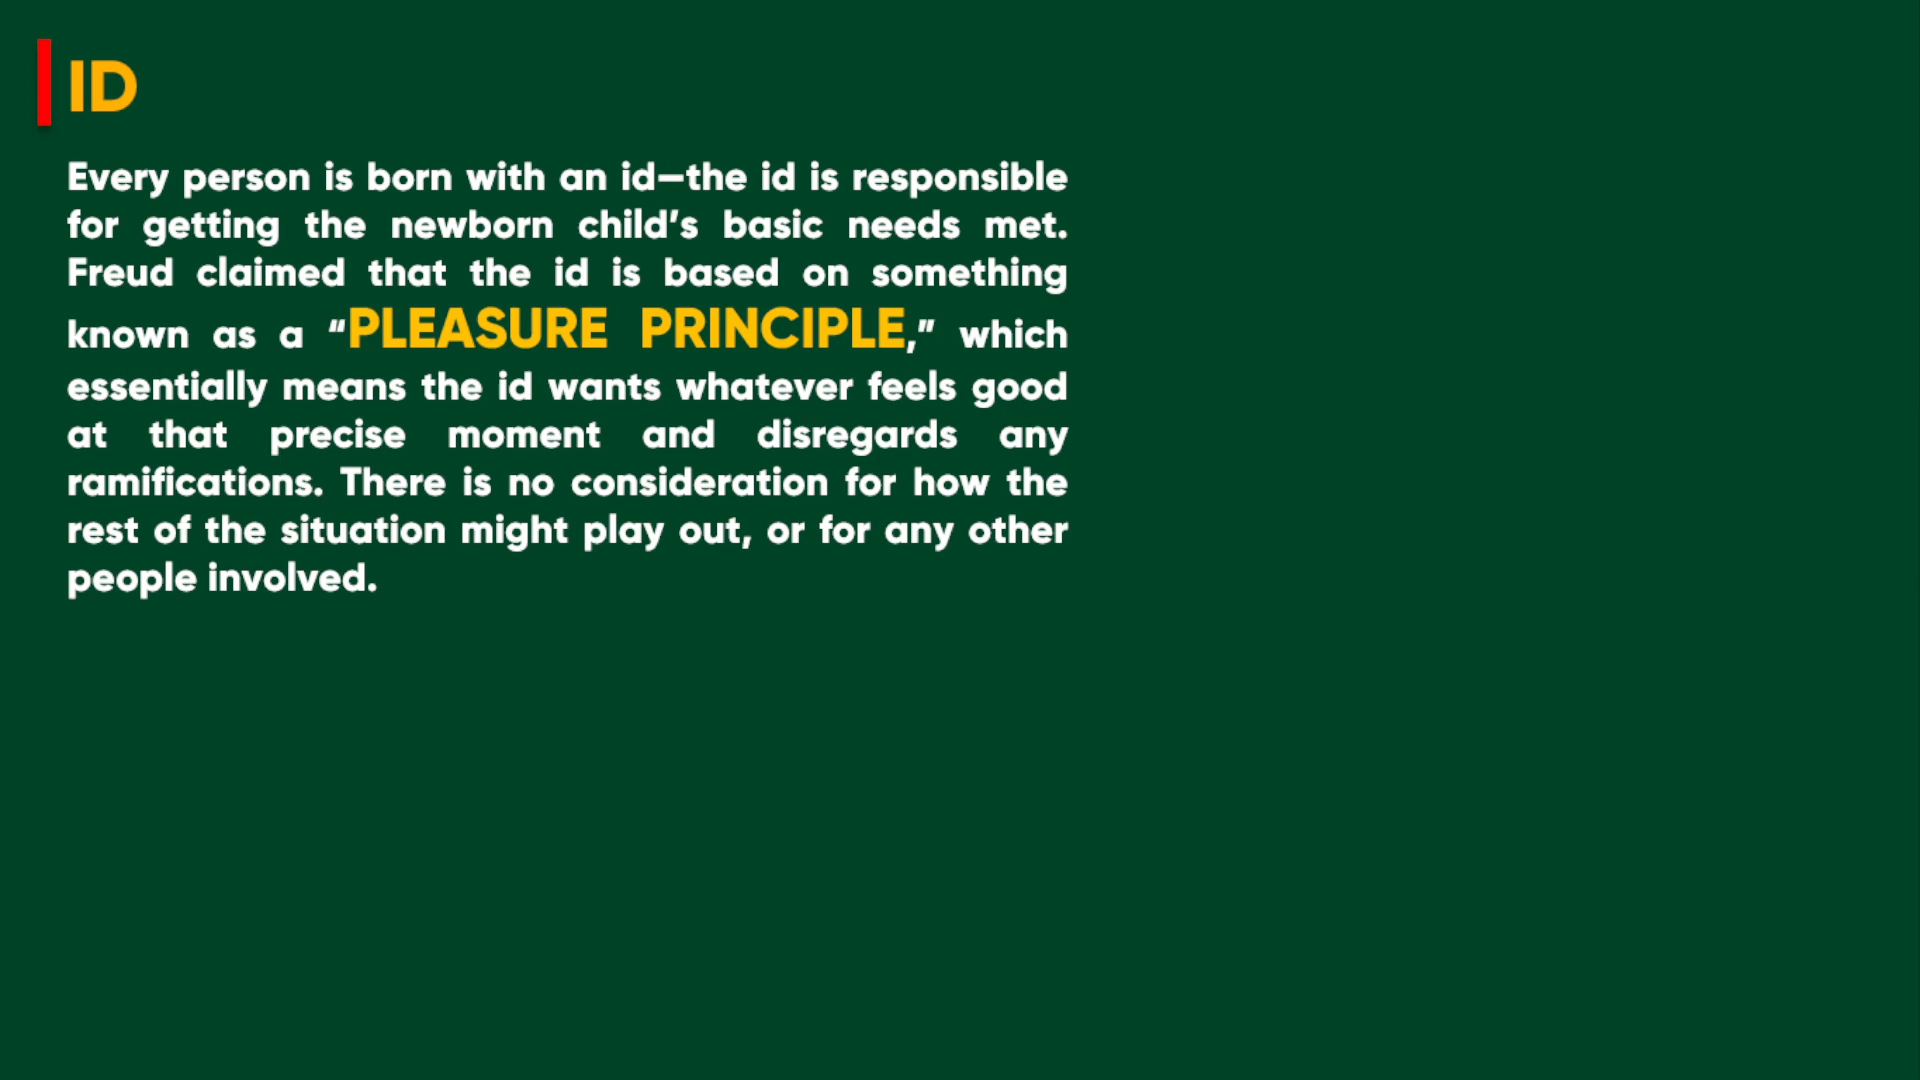 ID
Every person is born with an id—the id is responsible
for getting the newborn child’s basic needs met.
Freud claimed that the id is based on something
known as a “PLEASURE PRINCIPLE,” which
essentially means the id wants whatever feels good
at that precise moment and disregards any
ramifications. There is no consideration for how the
rest of the situation might play out, or for any other
people involved.